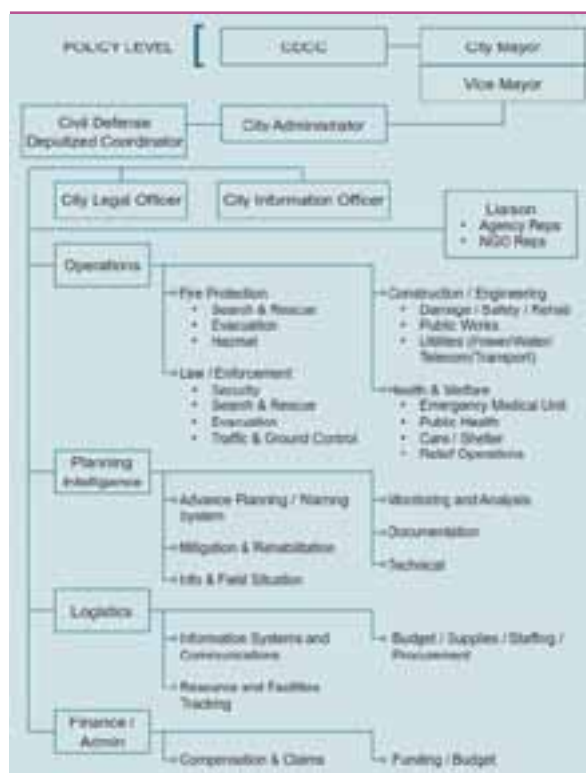 POLICY LEVEL
CDCC
City Mayor
Vice Mayor
Civil Defense
Deputized Coordinator
City Administrator
City Legal Officer
City Information Officer
Liaison
• Agency Reps
• NGO Reps
Operations
Fire Protection
• Search & Rescue
• Evacuation
• Hazmat
Law / Enforcement
• Security
• Search & Rescue
• Evacuation
• Traffic & Ground Control
Construction / Engineering
• Damage / Safety / Rehab
• Public Works
• Utilities (Power/Water/
Telecom/Transport)
Health & Welfare
• Emergency Medical Unit
• Public Health
• Care / Shelter
• Relief Operations
Planning
Intelligence
Advance Planning / Warning
System
Mitigation & Rehabilitation
Info & Field Situation
Monitoring and Analysis
Documentation
Technical
Logistics
Information Systems and
Communications
Resource and Facilities
Tracking
Budget / Supplies / Staffing /
Procurement
Finance /
Admin
Compensation & Claims
Funding / Budget